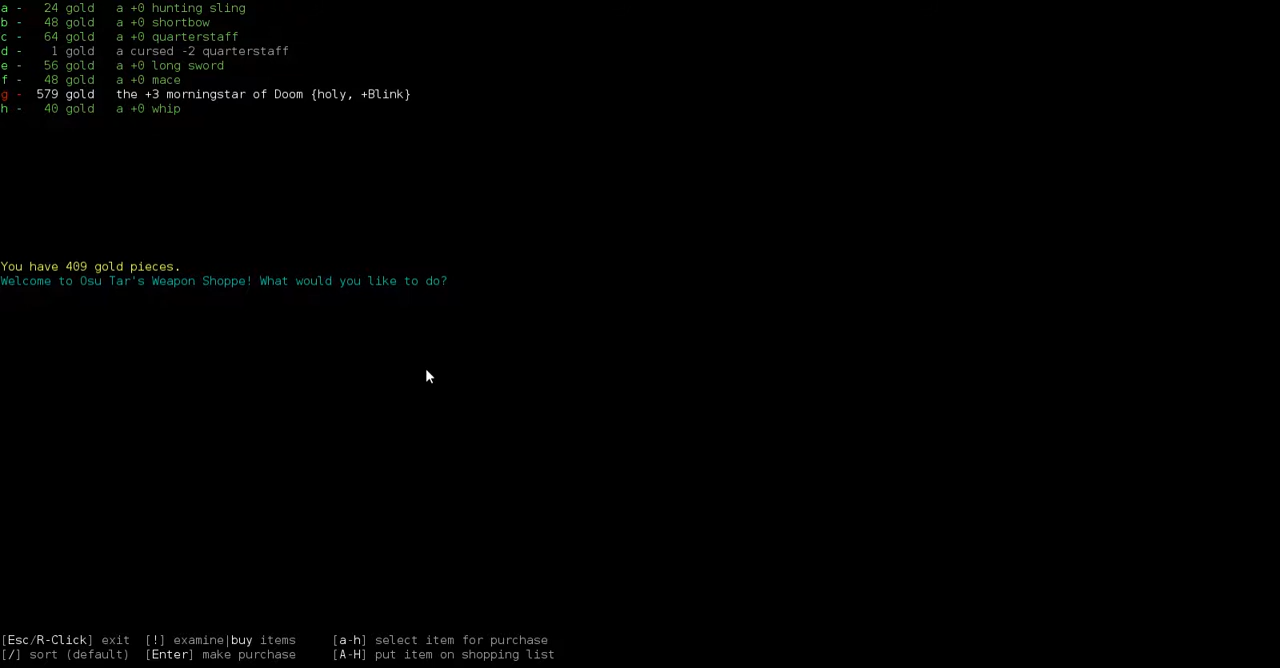 a -   24 gold   a +0 hunting sling
b -   48 gold   a +0 shortbow
c -   64 gold   a +0 quarterstaff
d -    1 gold   a cursed -2 quarterstaff
e -   56 gold   a +0 long sword
f -   48 gold   a +0 mace
g -  579 gold   the +3 morningstar of Doom {holy, +Blink}
h -   40 gold   a +0 whip
You have 409 gold pieces.
Welcome to Osu Tar's Weapon Shoppe! What would you like to do?
[Esc/R-Click] exit  [!] examine|buy items     [a-h] select item for purchase
[/] sort (default)  [Enter] make purchase     [A-H] put item on shopping list